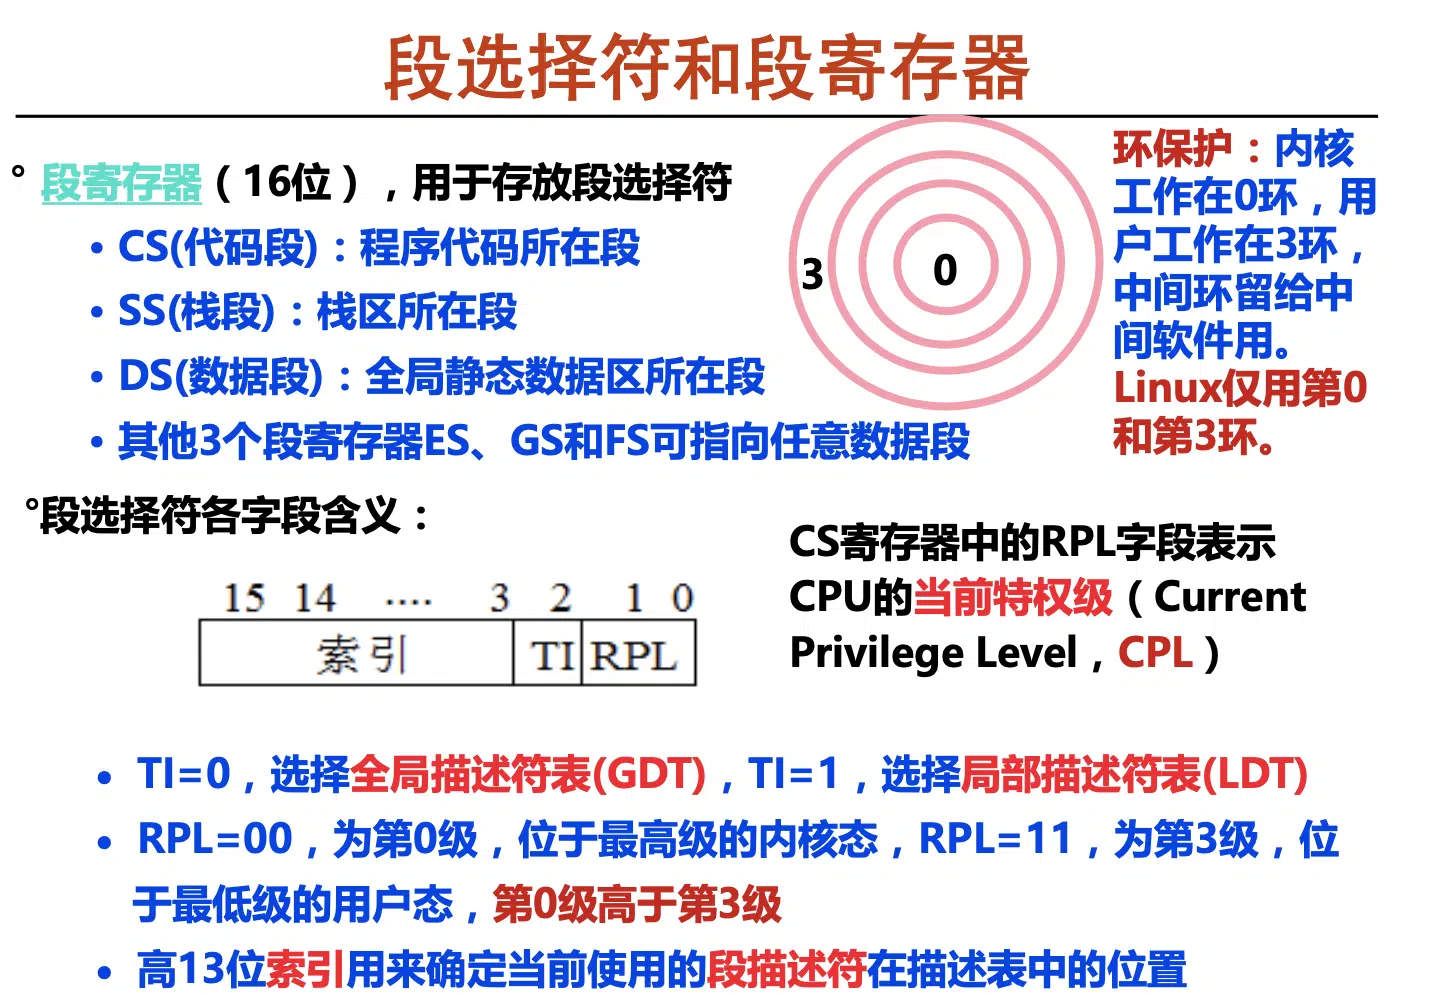 段选择符和段寄存器
° 段寄存器（16位），用于存放段选择符
• CS(代码段)：程序代码所在段
• SS(栈段)：栈区所在段
• DS(数据段)：全局静态数据区所在段
• 其他3个段寄存器ES、GS和FS可指向任意数据段
3
0
环保护：内核
工作在0环，用
户工作在3环，
中间环留给中
间软件用。
Linux仅用第0
和第3环。
°段选择符各字段含义：
15 14 ···· 3 2 1 0
索引 TI RPL
CS寄存器中的RPL字段表示
CPU的当前特权级（Current
Privilege Level，CPL）
• TI=0，选择全局描述符表(GDT)，TI=1，选择局部描述符表(LDT)
• RPL=00，为第0级，位于最高级的内核态，RPL=11，为第3级，位
于最低级的用户态，第0级高于第3级
• 高13位索引用来确定当前使用的段描述符在描述表中的位置